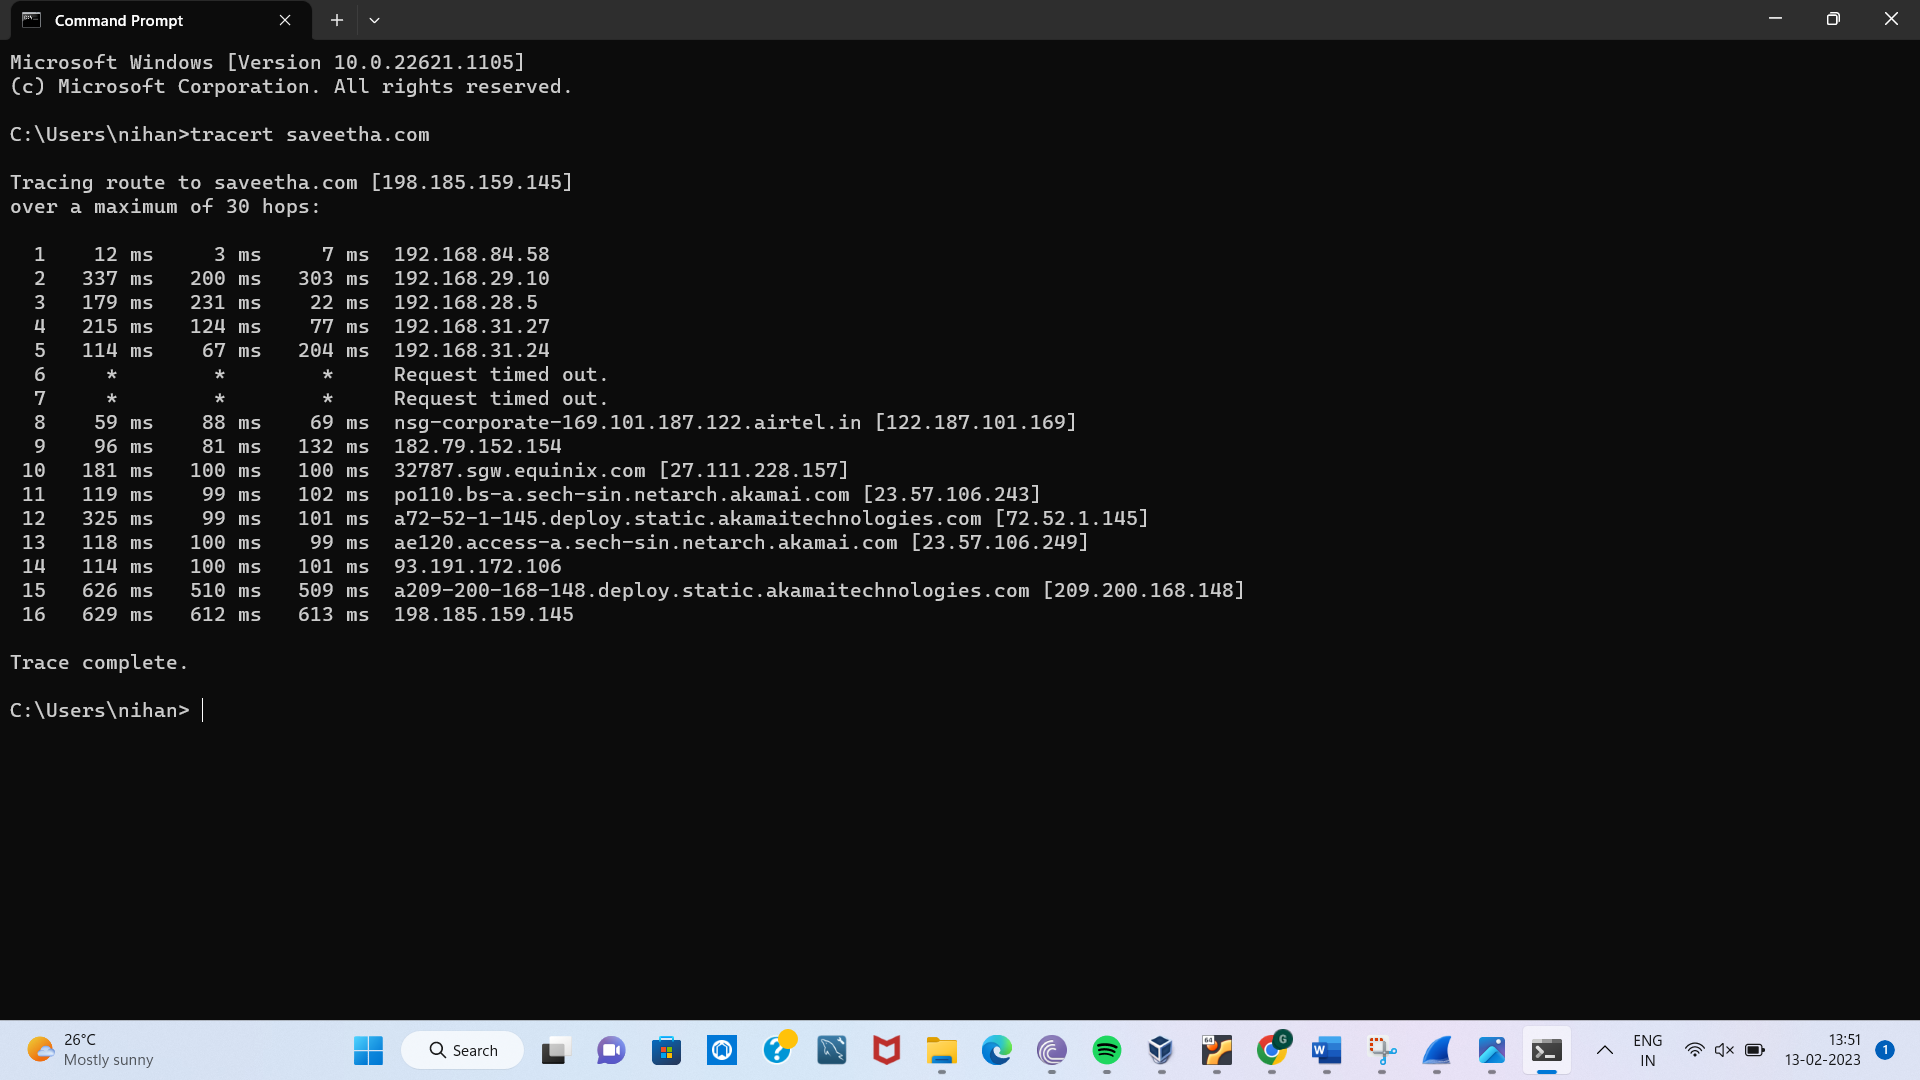 Command Prompt
Microsoft Windows [Version 10.0.22621.1105]
(c) Microsoft Corporation. All rights reserved.
C:\Users\nihan>tracert saveetha.com
Tracing route to saveetha.com [198.185.159.145]
over a maximum of 30 hops:
1 12 ms 3 ms 7 ms 192.168.84.58
2 337 ms 200 ms 303 ms 192.168.29.10
3 179 ms 231 ms 22 ms 192.168.28.5
4 215 ms 124 ms 77 ms 192.168.31.27
5 114 ms 67 ms 204 ms 192.168.31.24
6 * * * Request timed out.
7 * * * Request timed out.
8 59 ms 88 ms 69 ms nsg-corporate-169.101.187.122.airtel.in [122.187.101.169]
9 96 ms 81 ms 132 ms 182.79.152.154
10 181 ms 100 ms 100 ms 32787.sgw.equinix.com [27.111.228.157]
11 119 ms 99 ms 102 ms po110.bs-a.sech-sin.netarch.akamai.com [23.57.106.243]
12 325 ms 99 ms 101 ms a72-52-1-145.deploy.static.akamaitechnologies.com [72.52.1.145]
13 118 ms 100 ms 99 ms ae120.access-a.sech-sin.netarch.akamai.com [23.57.106.249]
14 114 ms 100 ms 101 ms 93.191.172.106
15 626 ms 510 ms 509 ms a209-200-168-148.deploy.static.akamaitechnologies.com [209.200.168.148]
16 629 ms 612 ms 613 ms 198.185.159.145
Trace complete.
C:\Users\nihan>
26°C
Mostly sunny
Search
64
G
W
ENG
IN
13:51
13-02-2023
1